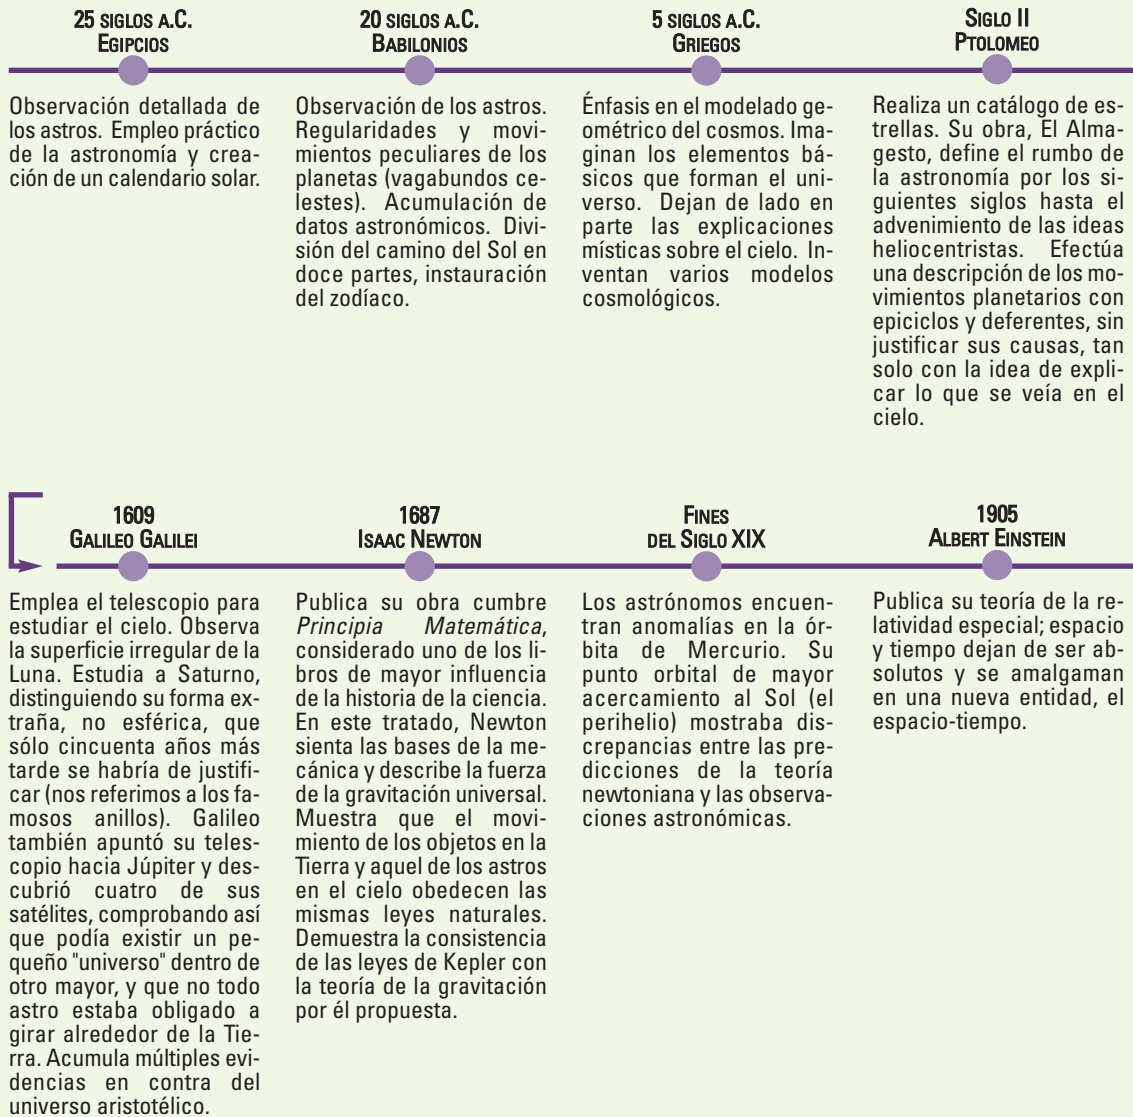 25 SIGLOS A.C.
EGIPCIOS
Observación detallada de
los astros. Empleo práctico
de la astronomía y crea-
ción de un calendario solar.
20 SIGLOS A.C.
BABILONIOS
Observación de los astros.
Regularidades y movi-
mientos peculiares de los
planetas (vagabundos ce-
lestes). Acumulación de
datos astronómicos. Divi-
sión del camino del Sol en
doce partes, instauración
del zodíaco.
5 SIGLOS A.C.
GRIEGOS
Énfasis en el modelado ge-
ométrico del cosmos. Ima-
ginan los elementos bá-
sicos que forman el uni-
verso. Dejan de lado en
parte las explicaciones
místicas sobre el cielo. In-
ventan varios modelos
cosmológicos.
SIGLO II
PTOLOMEO
Realiza un catálogo de es-
trellas. Su obra, El Alma-
gesto, define el rumbo de
la astronomía por los si-
guientes siglos hasta el
advenimiento de las ideas
heliocentristas. Efectúa
una descripción de los mo-
vimientos planetarios con
epiciclos y deferentes, sin
justificar sus causas, tan
solo con la idea de expli-
car lo que se veía en el
cielo.
1609
GALILEO GALILEI
Emplea el telescopio para
estudiar el cielo. Observa
la superficie irregular de la
Luna. Estudia a Saturno,
distinguiendo su forma ex-
traña, no esférica, que
sólo cincuenta años más
tarde se habría de justifi-
car (nos referimos a los fa-
mosos anillos). Galileo
también apuntó su teles-
copio hacia Júpiter y des-
cubrió cuatro de sus
satélites, comprobando así
que podía existir un pe-
queño "universo" dentro de
otro mayor, y que no todo
astro estaba obligado a
girar alrededor de la Tie-
rra. Acumula múltiples evi-
dencias en contra del
universo aristotélico.
1687
ISAAC NEWTON
Publica su obra cumbre
Principia Matemática,
considerado uno de los li-
bros de mayor influencia
de la historia de la ciencia.
En este tratado, Newton
sienta las bases de la me-
cánica y describe la fuerza
de la gravitación universal.
Muestra que el movi-
miento de los objetos en la
Tierra y aquel de los astros
en el cielo obedecen las
mismas leyes naturales.
Demuestra la consistencia
de las leyes de Kepler con
la teoría de la gravitación
por él propuesta.
FINES
DEL SIGLO XIX
Los astrónomos encuen-
tran anomalías en la ór-
bita de Mercurio. Su
punto orbital de mayor
acercamiento al Sol (el
perihelio) mostraba dis-
crepancias entre las pre-
dicciones de la teoría
newtoniana y las observa-
ciones astronómicas.
1905
ALBERT EINSTEIN
Publica su teoría de la re-
latividad especial; espacio
y tiempo dejan de ser ab-
solutos y se amalgaman
en una nueva entidad, el
espacio-tiempo.